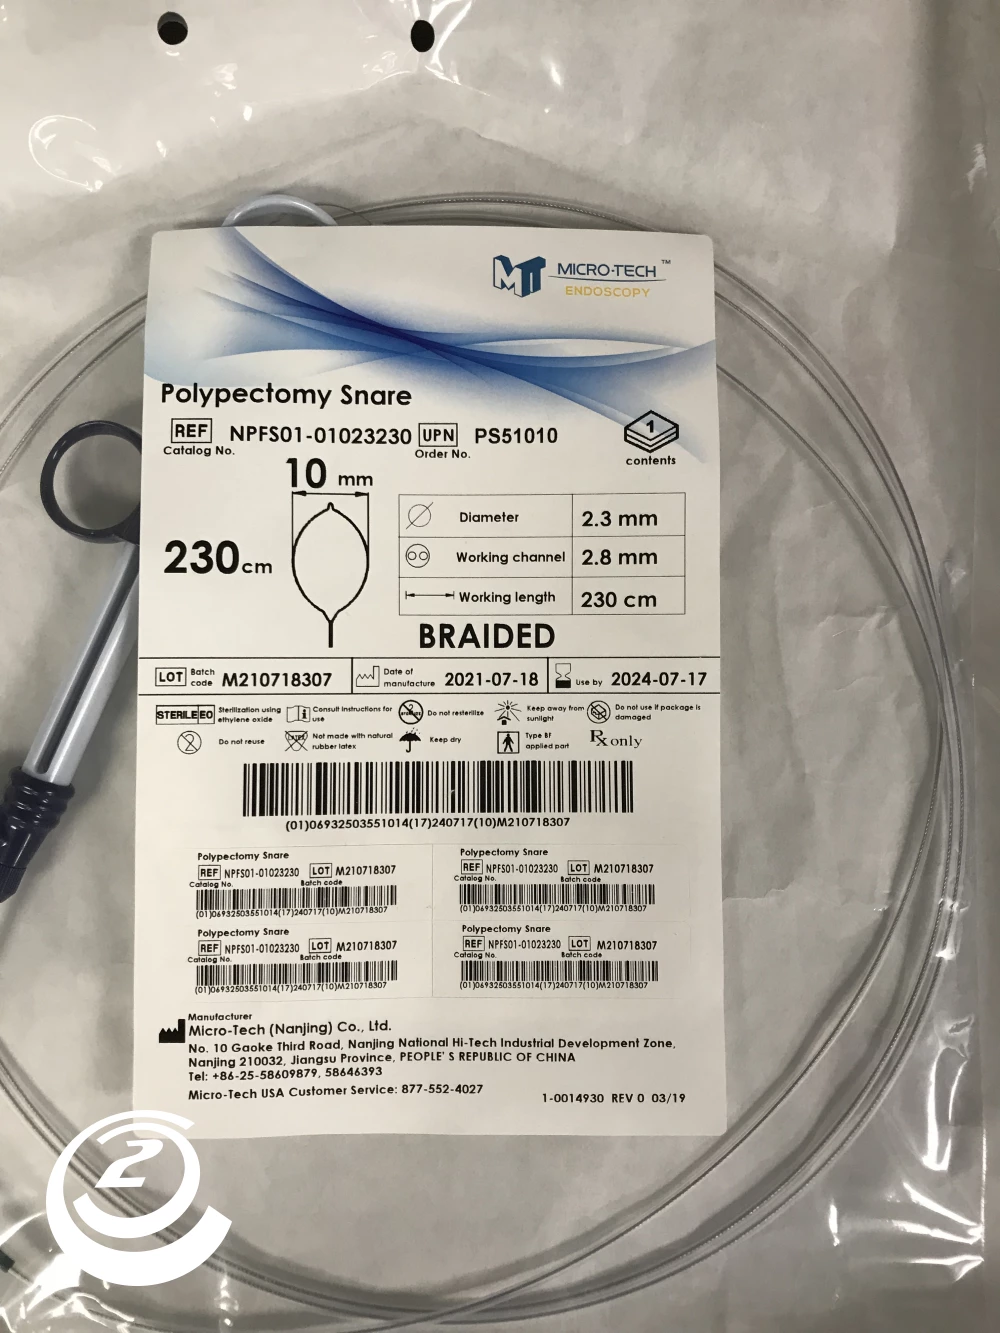 MT MICRO-TECH™
ENDOSCOPY
Polypectomy Snare
REF NPFS01-01023230 UPN PS51010
Catalog No. Order No.
1
contents
10 mm
230cm
Diameter 2.3 mm
Working channel 2.8 mm
Working length 230 cm
BRAIDED
LOT Batch code M210718307 Date of manufacture 2021-07-18 Use by 2024-07-17
STERILE EO Sterilization using ethylene oxide
Consult instructions for use
Do not resterilize
Keep away from sunlight
Do not use if package is damaged
2 Do not reuse
LATEX Not made with natural rubber latex
Keep dry
Type BF applied part
Rx only
(01)06932503551014(17)240717(10)M210718307
Polypectomy Snare
REF NPFS01-01023230 LOT M210718307
Catalog No. Batch code
(01)06932503551014(17)240717(10)M210718307
Polypectomy Snare
REF NPFS01-01023230 LOT M210718307
Catalog No. Batch code
(01)06932503551014(17)240717(10)M210718307
Polypectomy Snare
REF NPFS01-01023230 LOT M210718307
Catalog No. Batch code
(01)06932503551014(17)240717(10)M210718307
Polypectomy Snare
REF NPFS01-01023230 LOT M210718307
Catalog No. Batch code
(01)06932503551014(17)240717(10)M210718307
Manufacturer
Micro-Tech (Nanjing) Co., Ltd.
No. 10 Gaoke Third Road, Nanjing National Hi-Tech Industrial Development Zone,
Nanjing 210032, Jiangsu Province, PEOPLE' S REPUBLIC OF CHINA
Tel: +86-25-58609879, 58646393
Micro-Tech USA Customer Service: 877-552-4027
1-0014930 REV 0 03/19
2